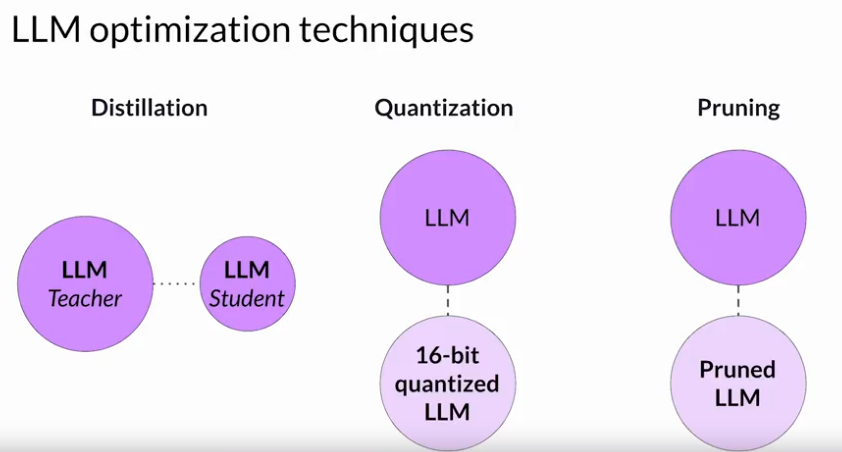 LLM optimization techniques
Distillation
Quantization
Pruning
LLM
Teacher
LLM
Student
LLM
16-bit
quantized
LLM
LLM
Pruned
LLM